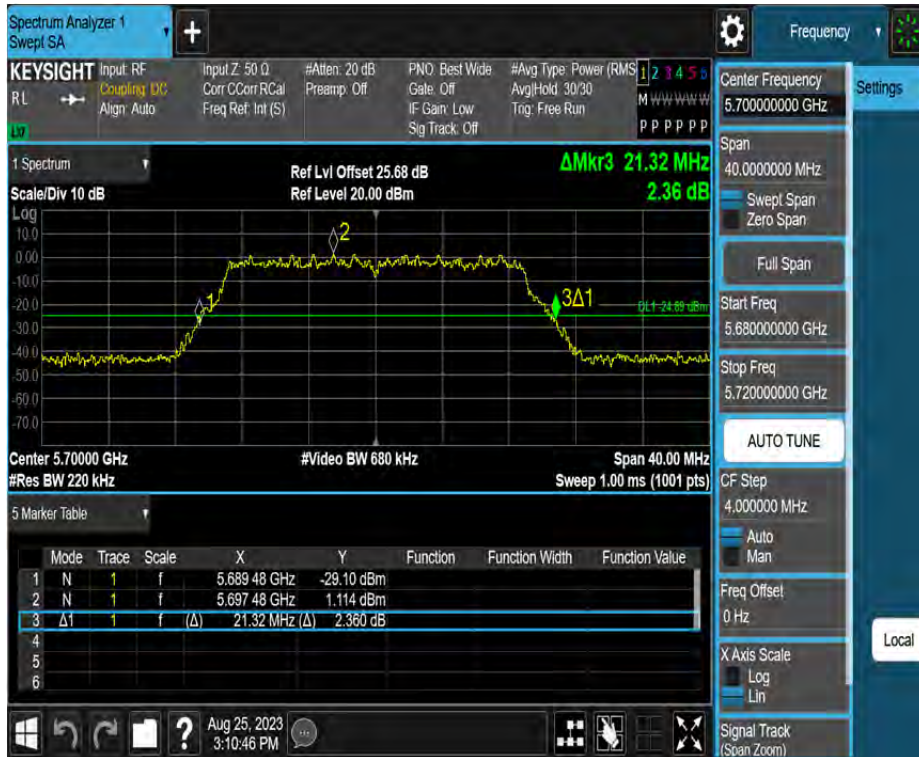 Spectrum Analyzer 1
Swept SA
+
Frequency
Settings
KEYSIGHT
RL
LXI
Input: RF
Coupling: DC
Align: Auto
Input Z: 50 Ω
Corr CCorr RCal
Freq Ref: Int (S)
#Atten: 20 dB
Preamp: Off
PNO: Best Wide
Gate: Off
IF Gain: Low
Sig Track: Off
#Avg Type: Power (RMS
Avg|Hold: 30/30
Trig: Free Run
1 2 3 4 5 6
M W W W W W
P P P P P P
1 Spectrum
Scale/Div 10 dB
Ref Lvl Offset 25.68 dB
Ref Level 20.00 dBm
ΔMkr3 21.32 MHz
2.36 dB
Log
10.0
0.00
-10.0
-20.0
-30.0
-40.0
-50.0
-60.0
-70.0
2
1
3Δ1
DL1 -24.89 dBm
Center 5.70000 GHz
#Video BW 680 kHz
Span 40.00 MHz
#Res BW 220 kHz
Sweep 1.00 ms (1001 pts)
5 Marker Table
Mode Trace Scale X Y Function Function Width Function Value
1 N 1 f 5.689 48 GHz -29.10 dBm
2 N 1 f 5.697 48 GHz 1.114 dBm
3 Δ1 1 f (Δ) 21.32 MHz (Δ) 2.360 dB
4
5
6
Center Frequency
5.700000000 GHz
Span
40.0000000 MHz
Swept Span
Zero Span
Full Span
Start Freq
5.680000000 GHz
Stop Freq
5.720000000 GHz
AUTO TUNE
CF Step
4.000000 MHz
Auto
Man
Freq Offset
0 Hz
X Axis Scale
Log
Lin
Signal Track
(Span Zoom)
Local
?
Aug 25, 2023
3:10:46 PM